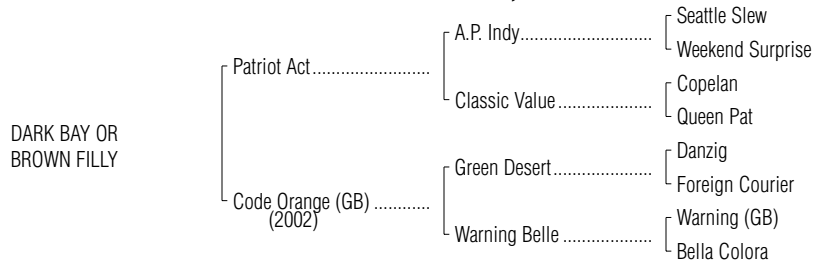 Seattle Slew
A.P. Indy..............................
Weekend Surprise
Patriot Act........................
Copelan
Classic Value.....................
Queen Pat
DARK BAY OR
BROWN FILLY
Danzig
Green Desert......................
Foreign Courier
Code Orange (GB) ............
(2002)
Warning (GB)
Warning Belle ....................
Bella Colora